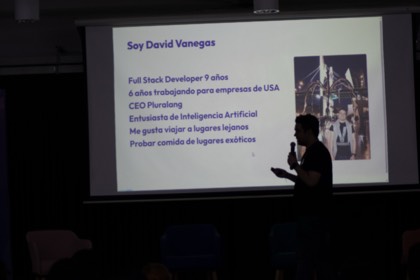 Soy David Vanegas
Full Stack Developer 9 años
6 años trabajando para empresas de USA
CEO Pluralang
Entusiasta de Inteligencia Artificial
Me gusta viajar a lugares lejanos
Probar comida de lugares exóticos